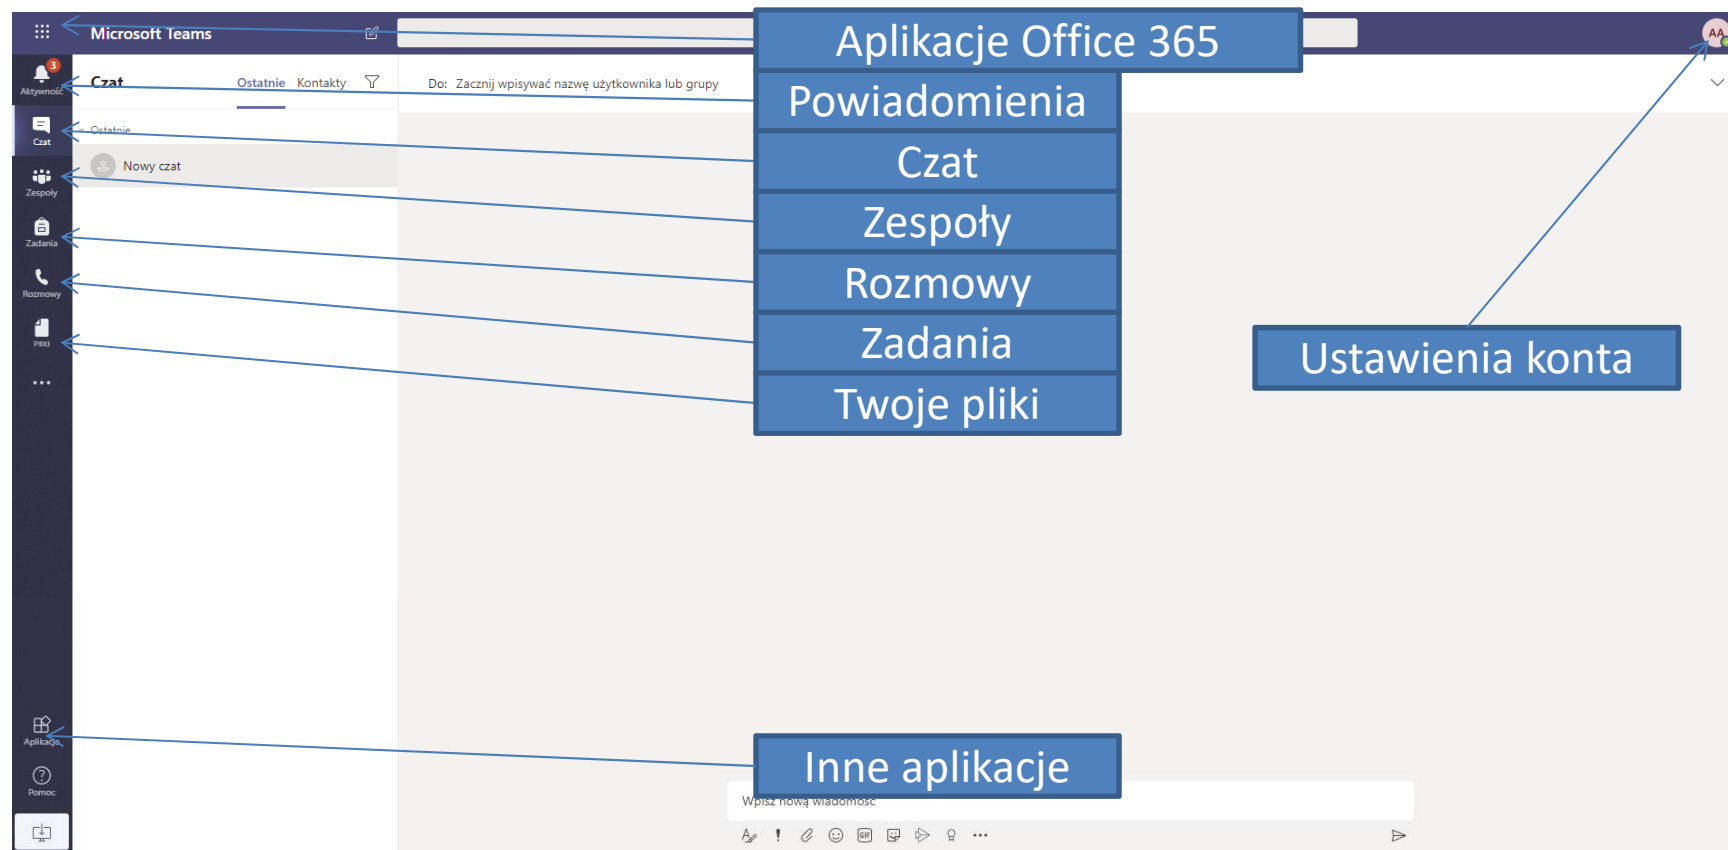 Microsoft Teams
Aplikacje Office 365
AA
3
Aktywność
Czat
Ostatnie
Kontakty
Do: Zacznij wpisywać nazwę użytkownika lub grupy
Powiadomienia
Czat
Ostatnie
Nowy czat
Czat
Zespoły
Zespoły
Zadania
Rozmowy
Rozmowy
Zadania
Pliki
Ustawienia konta
Twoje pliki
Aplikacje
Inne aplikacje
Pomoc
Wpisz nową wiadomość
GIF